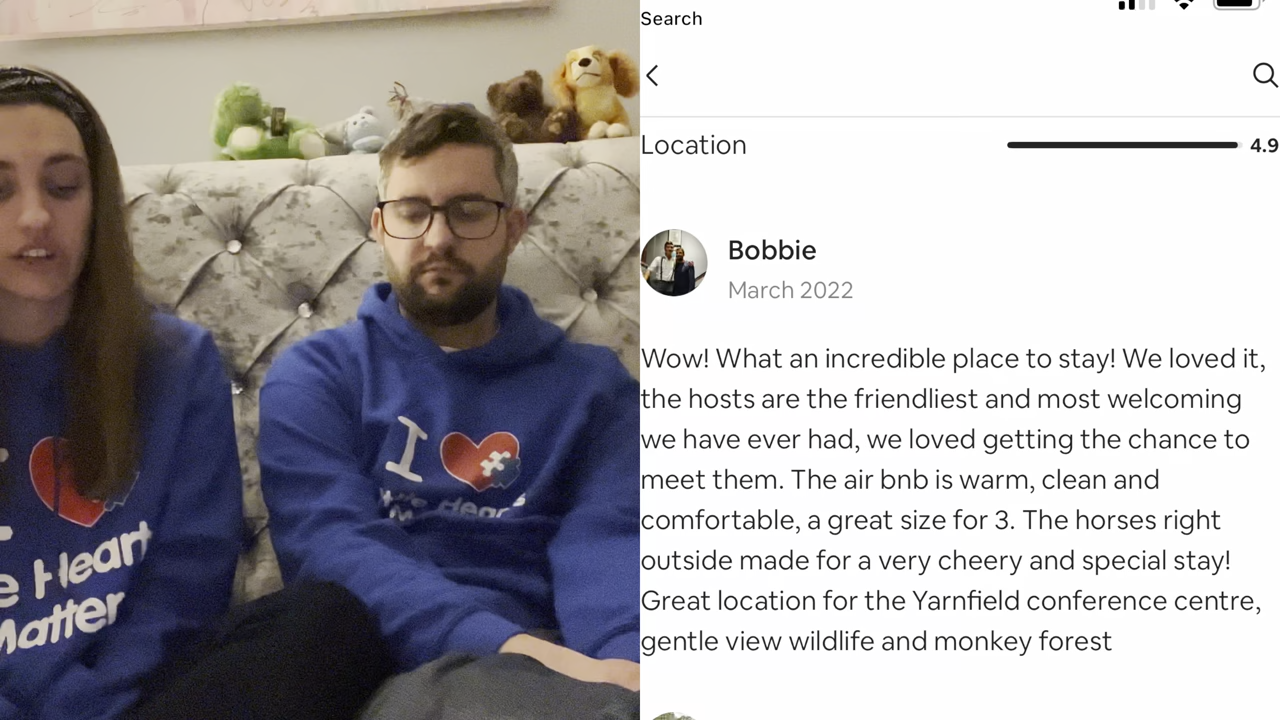 I
e Heart
Matter
I
Search
Location
4.9
Bobbie
March 2022
Wow! What an incredible place to stay! We loved it,
the hosts are the friendliest and most welcoming
we have ever had, we loved getting the chance to
meet them. The air bnb is warm, clean and
comfortable, a great size for 3. The horses right
outside made for a very cheery and special stay!
Great location for the Yarnfield conference centre,
gentle view wildlife and monkey forest